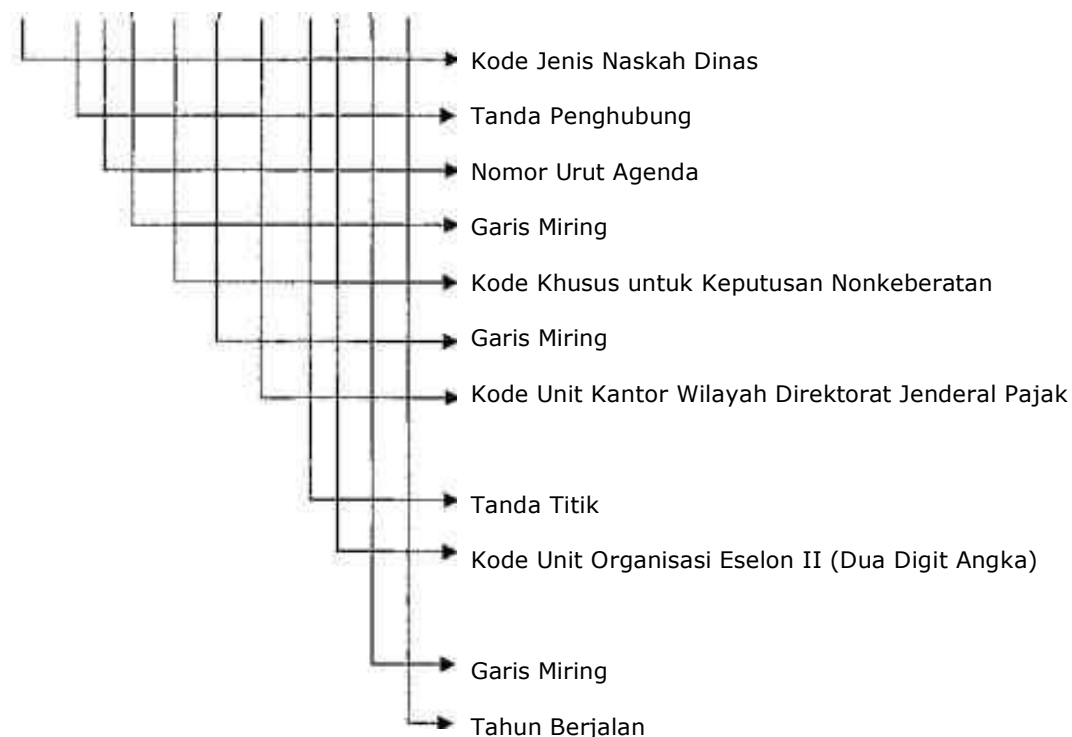 Kode Jenis Naskah Dinas
Tanda Penghubung
Nomor Urut Agenda
Garis Miring
Kode Khusus untuk Keputusan Nonkeberatan
Garis Miring
Kode Unit Kantor Wilayah Direktorat Jenderal Pajak
Tanda Titik
Kode Unit Organisasi Eselon II (Dua Digit Angka)
Garis Miring
Tahun Berjalan